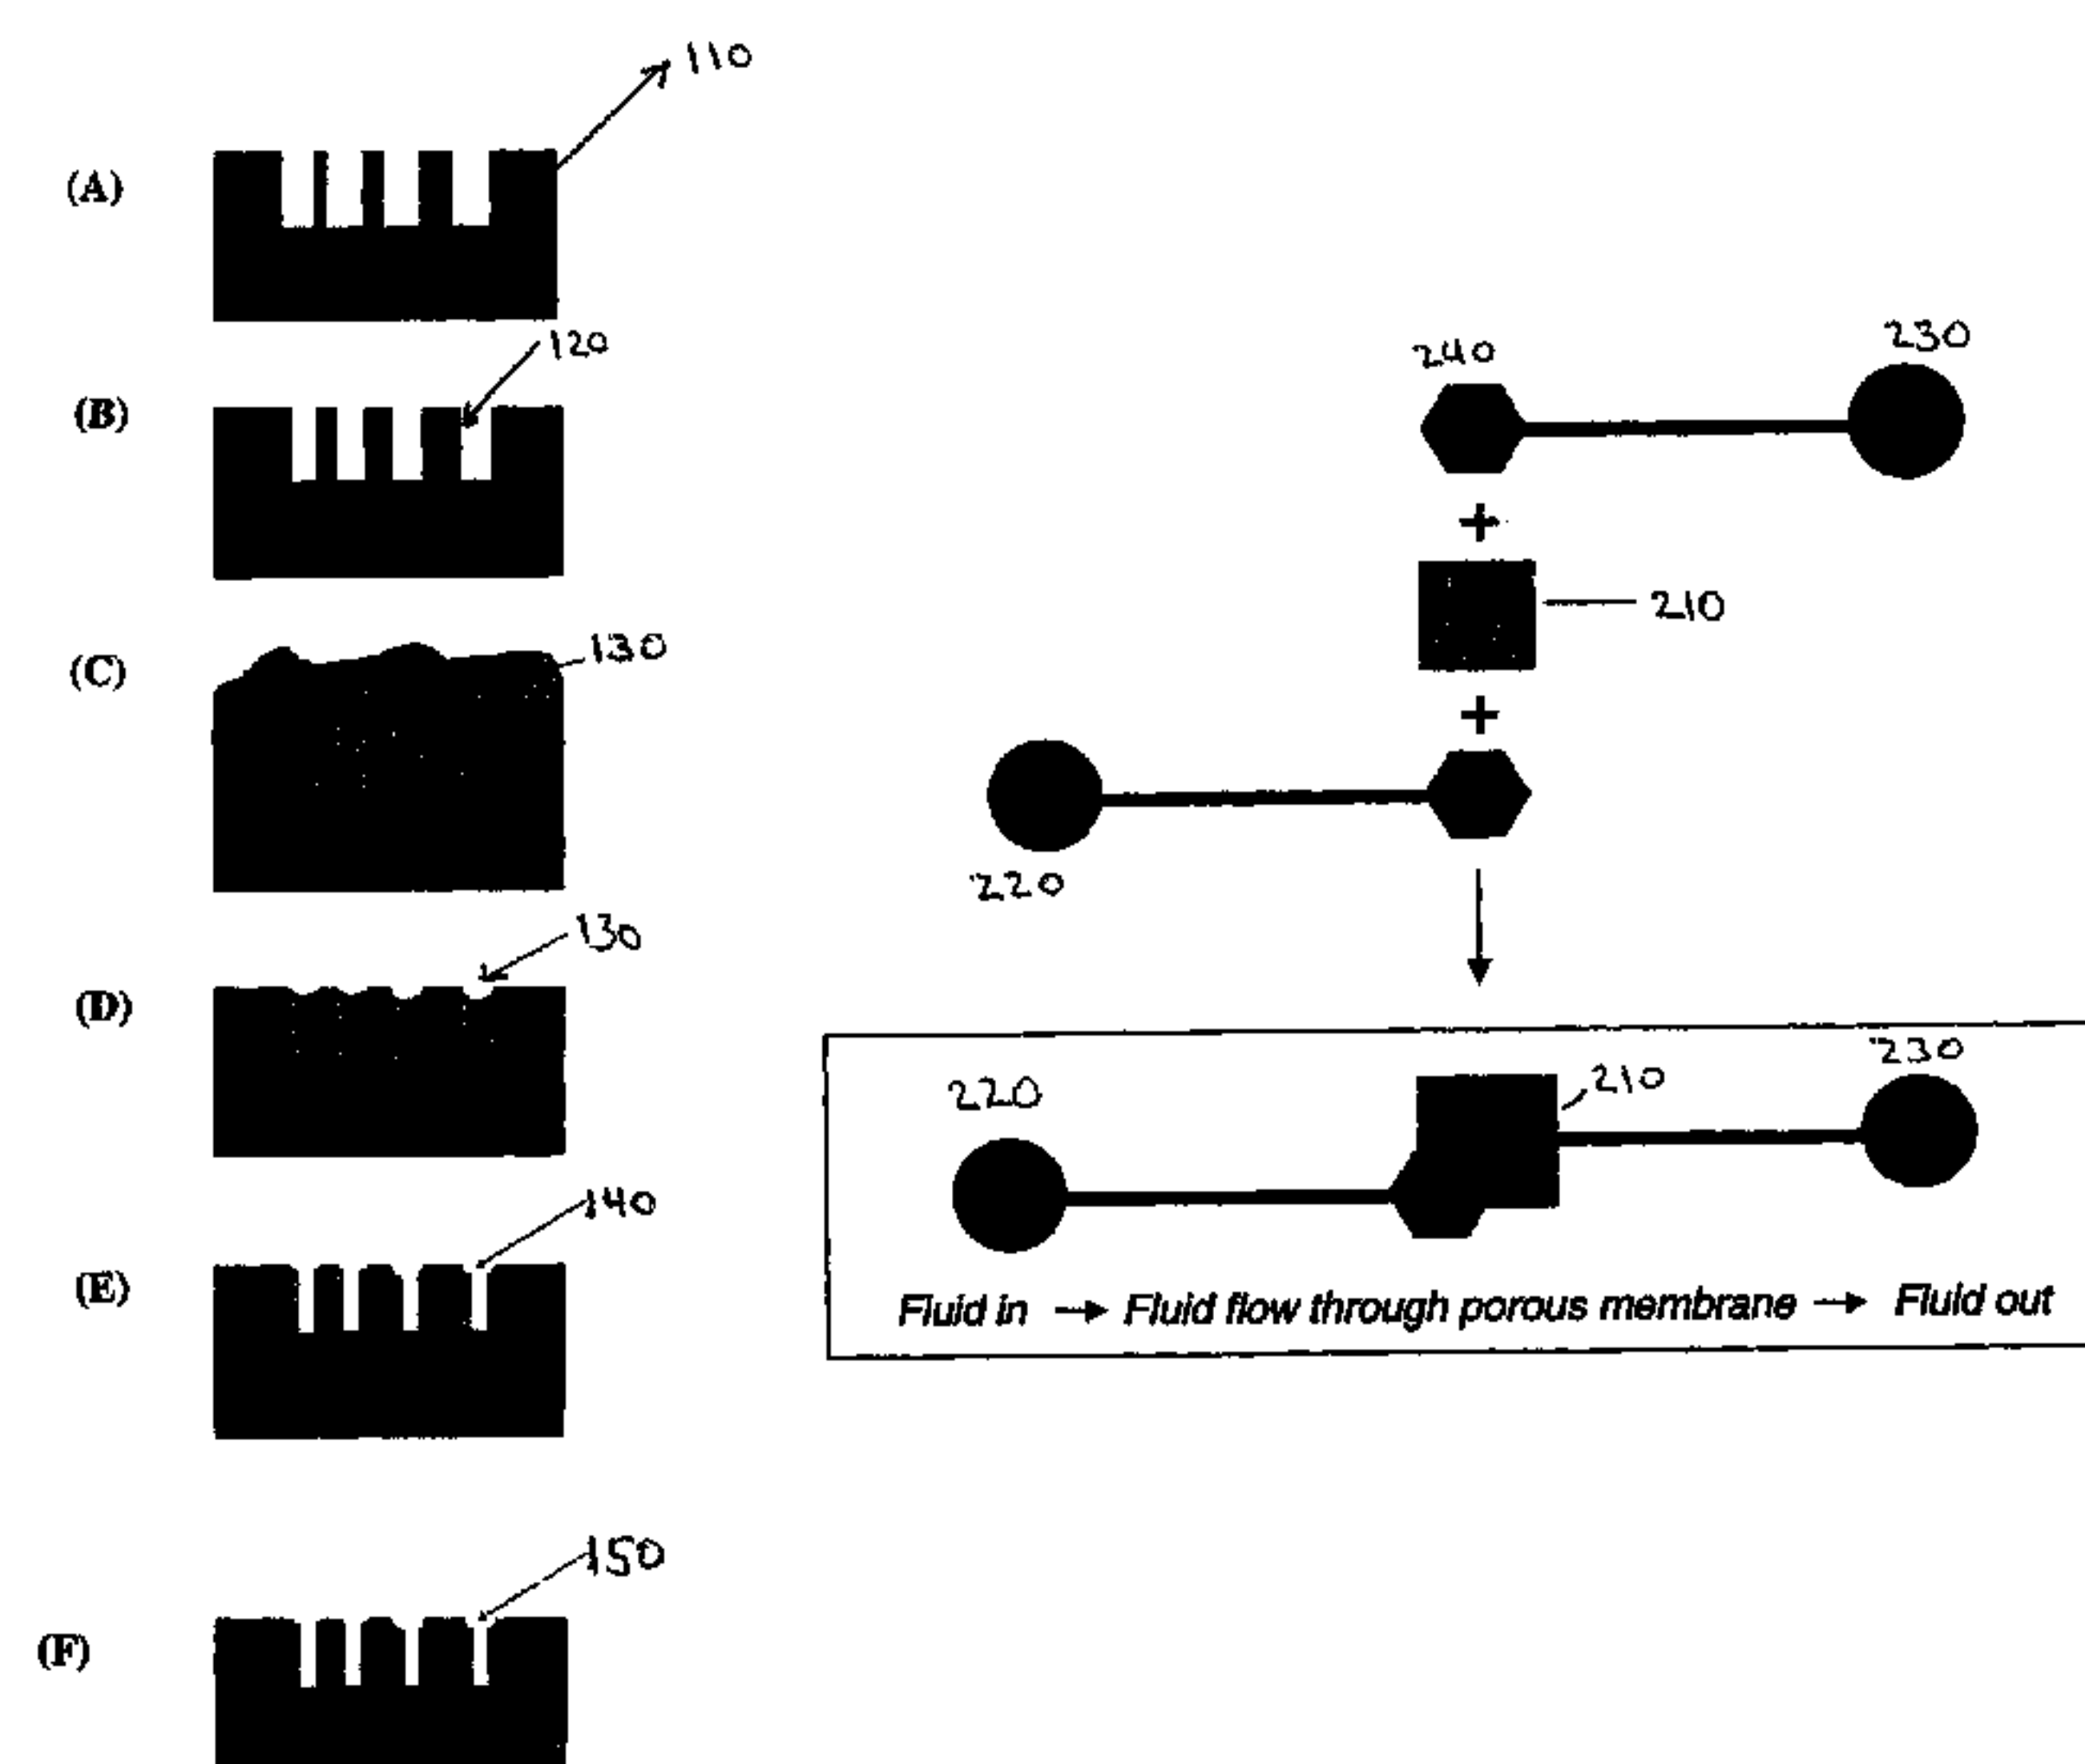 110
(A)
120
(B)
130
(C)
130
(D)
140
(E)
150
(F)
240
230
+
210
+
220
220
210
230
Fluid in → Fluid flow through porous membrane → Fluid out